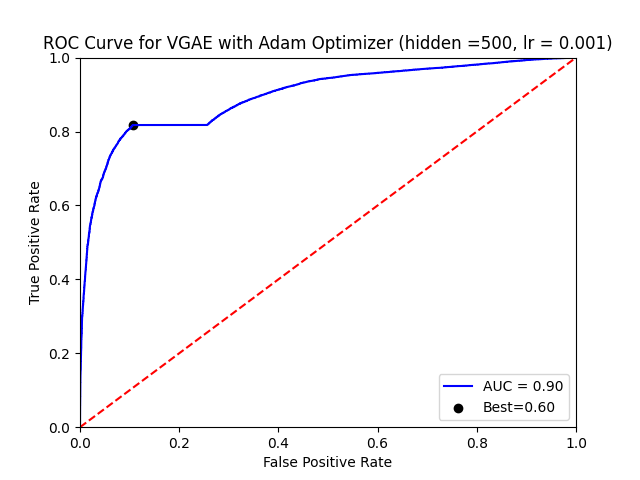 ROC Curve for VGAE with Adam Optimizer (hidden =500, lr = 0.001)
1.0
0.8
0.6
0.4
0.2
0.0
True Positive Rate
AUC = 0.90
Best=0.60
0.0 0.2 0.4 0.6 0.8 1.0
False Positive Rate